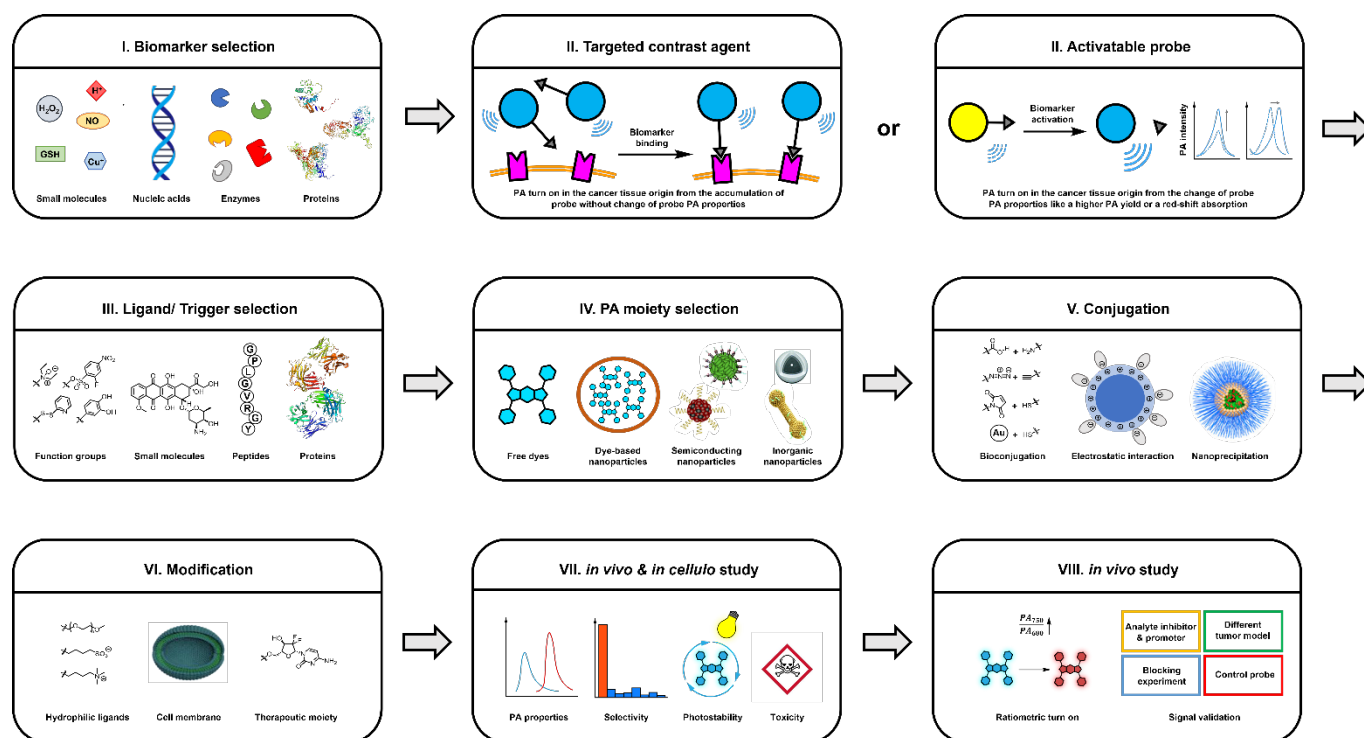 I. Biomarker selection
H₂O₂
H⁺
NO
GSH
Small molecules
Nucleic acids
Enzymes
Proteins
II. Targeted contrast agent
Biomarker
binding
PA turn on in the cancer tissue origin from the accumulation of
probe without change of probe PA properties
or
II. Activatable probe
Biomarker
activation
PA intensity
PA turn on in the cancer tissue origin from the change of probe
PA properties like a higher PA yield or a red-shift absorption
III. Ligand/ Trigger selection
G
P
L
G
V
R
G
Y
Function groups
Small molecules
Peptides
Proteins
IV. PA moiety selection
Free dyes
Dye-based
nanoparticles
Semiconducting
nanoparticles
Inorganic
nanoparticles
V. Conjugation
Au
Bioconjugation
Electrostatic interaction
Nanoprecipitation
VI. Modification
Hydrophilic ligands
Cell membrane
Therapeutic moiety
VII. in vivo & in cellulo study
PA properties
Selectivity
Photostability
Toxicity
VIII. in vivo study
PA₇₅₀
PA₆₈₀
Ratiometric turn on
Analyte inhibitor
& promoter
Different
tumor model
Blocking
experiment
Control probe
Signal validation